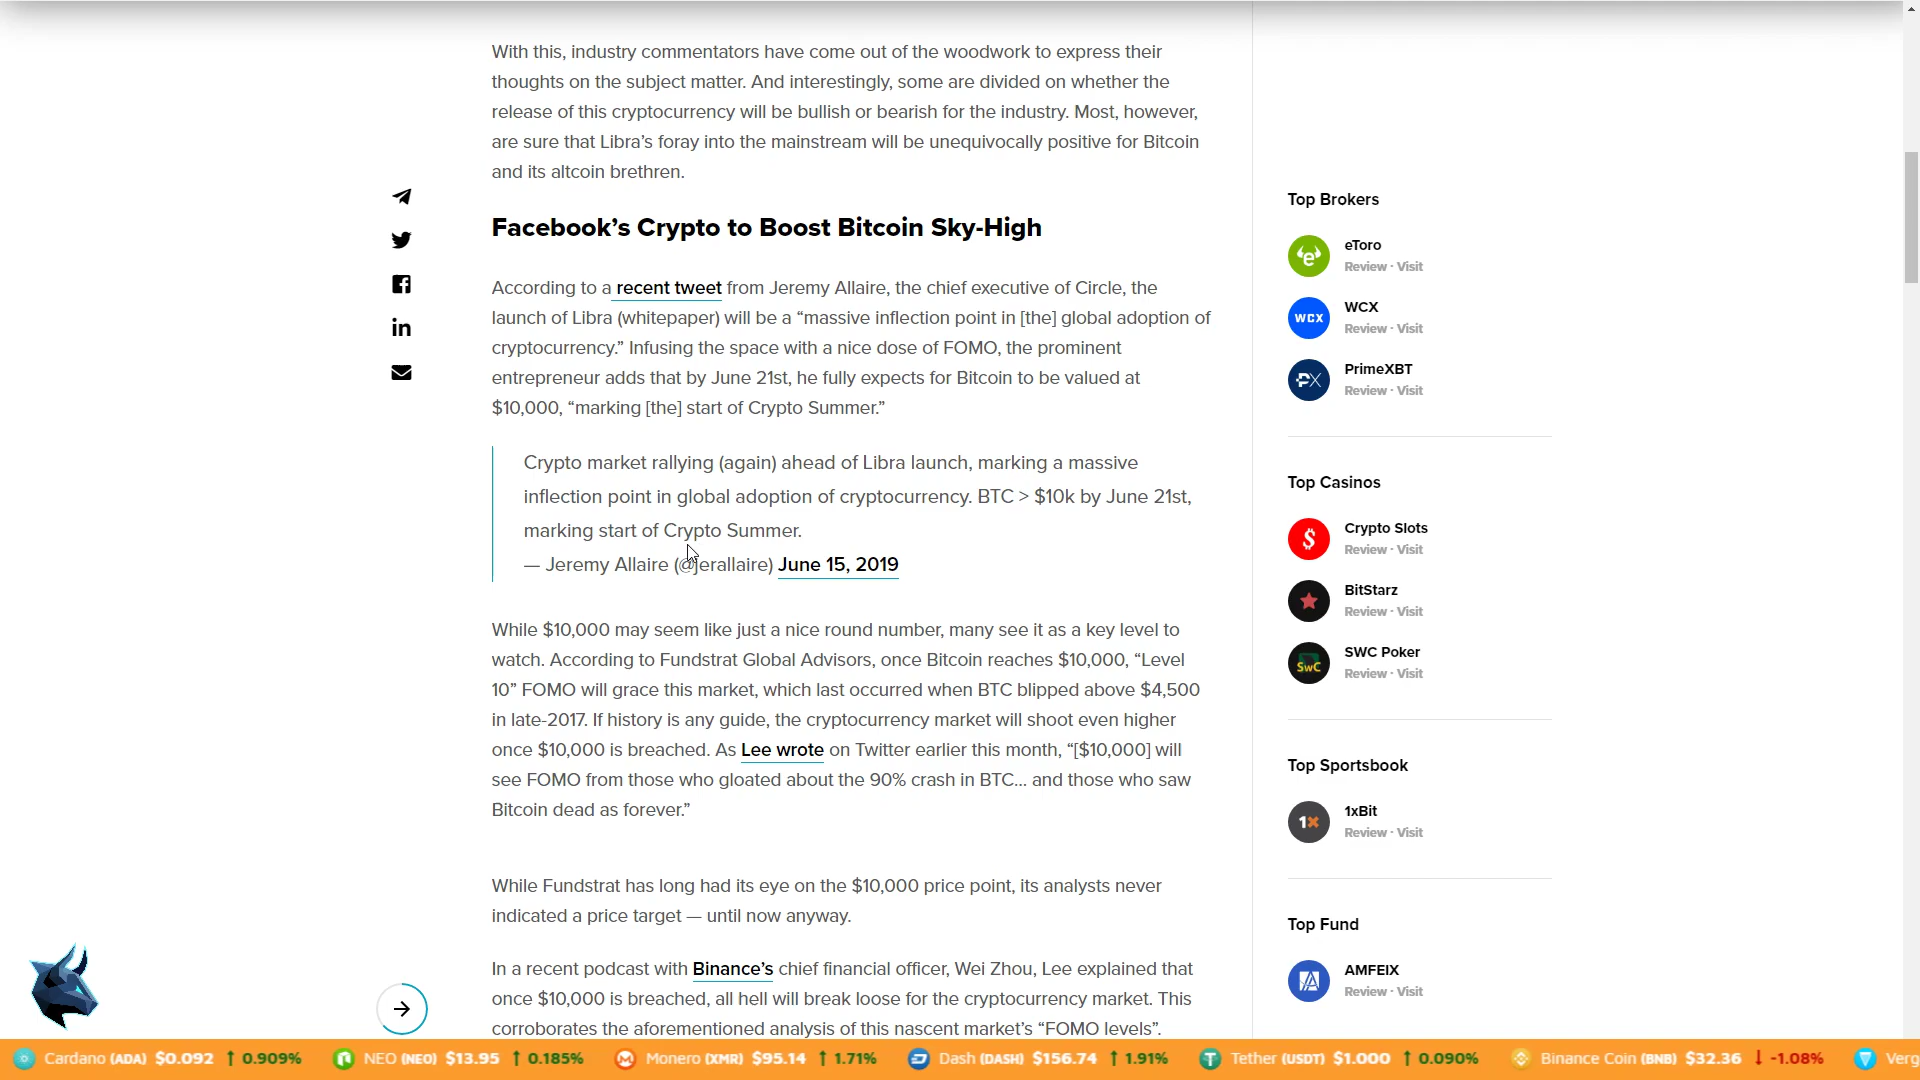 With this, industry commentators have come out of the woodwork to express their
thoughts on the subject matter. And interestingly, some are divided on whether the
release of this cryptocurrency will be bullish or bearish for the industry. Most, however,
are sure that Libra’s foray into the mainstream will be unequivocally positive for Bitcoin
and its altcoin brethren.
Facebook’s Crypto to Boost Bitcoin Sky-High
According to a recent tweet from Jeremy Allaire, the chief executive of Circle, the
launch of Libra (whitepaper) will be a “massive inflection point in [the] global adoption of
cryptocurrency.” Infusing the space with a nice dose of FOMO, the prominent
entrepreneur adds that by June 21st, he fully expects for Bitcoin to be valued at
$10,000, “marking [the] start of Crypto Summer.”
Crypto market rallying (again) ahead of Libra launch, marking a massive
inflection point in global adoption of cryptocurrency. BTC > $10k by June 21st,
marking start of Crypto Summer.
— Jeremy Allaire (@jerallaire) June 15, 2019
While $10,000 may seem like just a nice round number, many see it as a key level to
watch. According to Fundstrat Global Advisors, once Bitcoin reaches $10,000, “Level
10” FOMO will grace this market, which last occurred when BTC blipped above $4,500
in late-2017. If history is any guide, the cryptocurrency market will shoot even higher
once $10,000 is breached. As Lee wrote on Twitter earlier this month, “[$10,000] will
see FOMO from those who gloated about the 90% crash in BTC… and those who saw
Bitcoin dead as forever.”
While Fundstrat has long had its eye on the $10,000 price point, its analysts never
indicated a price target — until now anyway.
In a recent podcast with Binance’s chief financial officer, Wei Zhou, Lee explained that
once $10,000 is breached, all hell will break loose for the cryptocurrency market. This
corroborates the aforementioned analysis of this nascent market’s “FOMO levels”.
Top Brokers
eToro
Review · Visit
WCX
WCX
Review · Visit
PrimeXBT
Review · Visit
Top Casinos
Crypto Slots
Review · Visit
BitStarz
Review · Visit
SwC
SWC Poker
Review · Visit
Top Sportsbook
1x
1xBit
Review · Visit
Top Fund
AMFEIX
Review · Visit
Cardano (ADA) $0.092 ↑ 0.909% NEO (NEO) $13.95 ↑ 0.185% Monero (XMR) $95.14 ↑ 1.71% Dash (DASH) $156.74 ↑ 1.91% Tether (USDT) $1.000 ↑ 0.090% Binance Coin (BNB) $32.36 ↓ -1.08% Verg